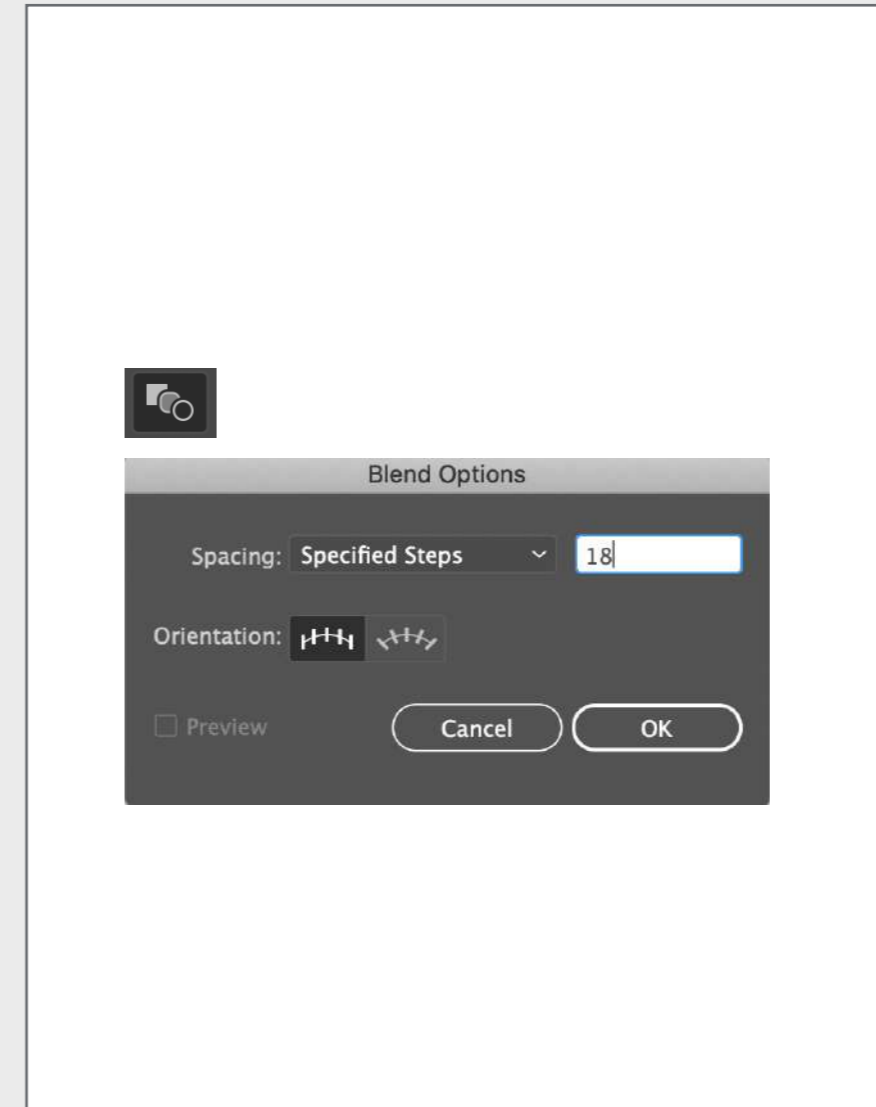 Blend Options
Spacing: Specified Steps 18
Orientation:
Preview Cancel OK